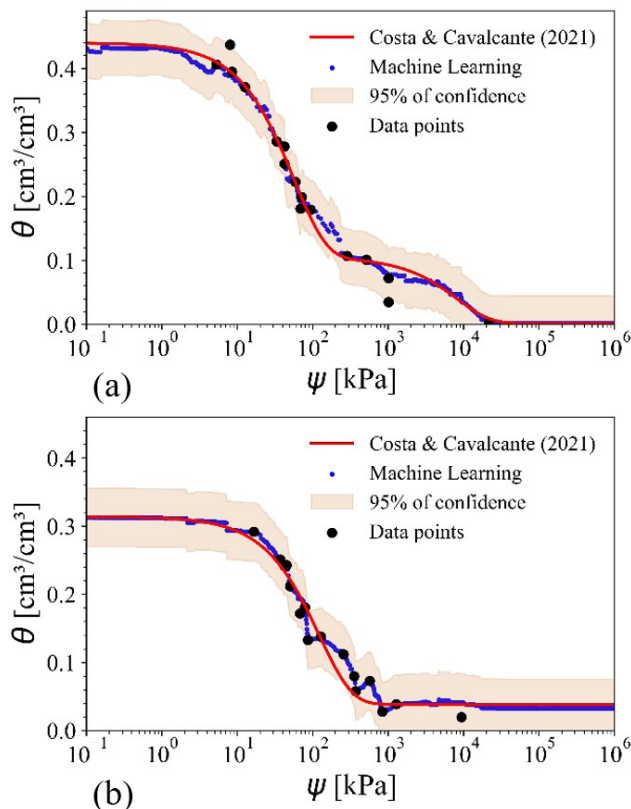 Costa & Cavalcante (2021)
Machine Learning
95% of confidence
Data points
θ [cm³/cm³]
0.4
0.3
0.2
0.1
0.0
10⁻¹ 10⁰ 10¹ 10² 10³ 10⁴ 10⁵ 10⁶
(a)
ψ [kPa]
Costa & Cavalcante (2021)
Machine Learning
95% of confidence
Data points
θ [cm³/cm³]
0.4
0.3
0.2
0.1
0.0
10⁻¹ 10⁰ 10¹ 10² 10³ 10⁴ 10⁵ 10⁶
(b)
ψ [kPa]